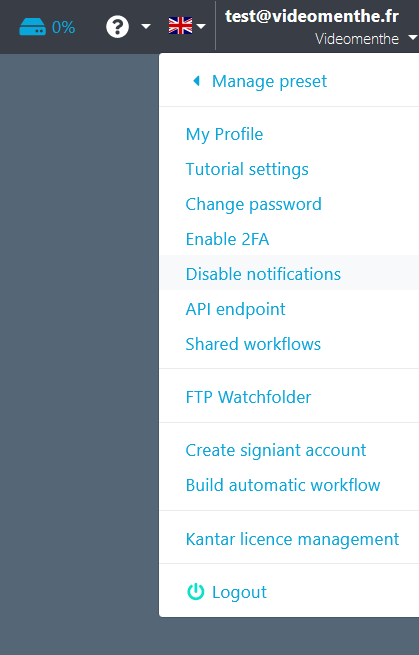 0%
?
test@videomenthe.fr
Videomenthe
Manage preset
My Profile
Tutorial settings
Change password
Enable 2FA
Disable notifications
API endpoint
Shared workflows
FTP Watchfolder
Create signiant account
Build automatic workflow
Kantar licence management
Logout